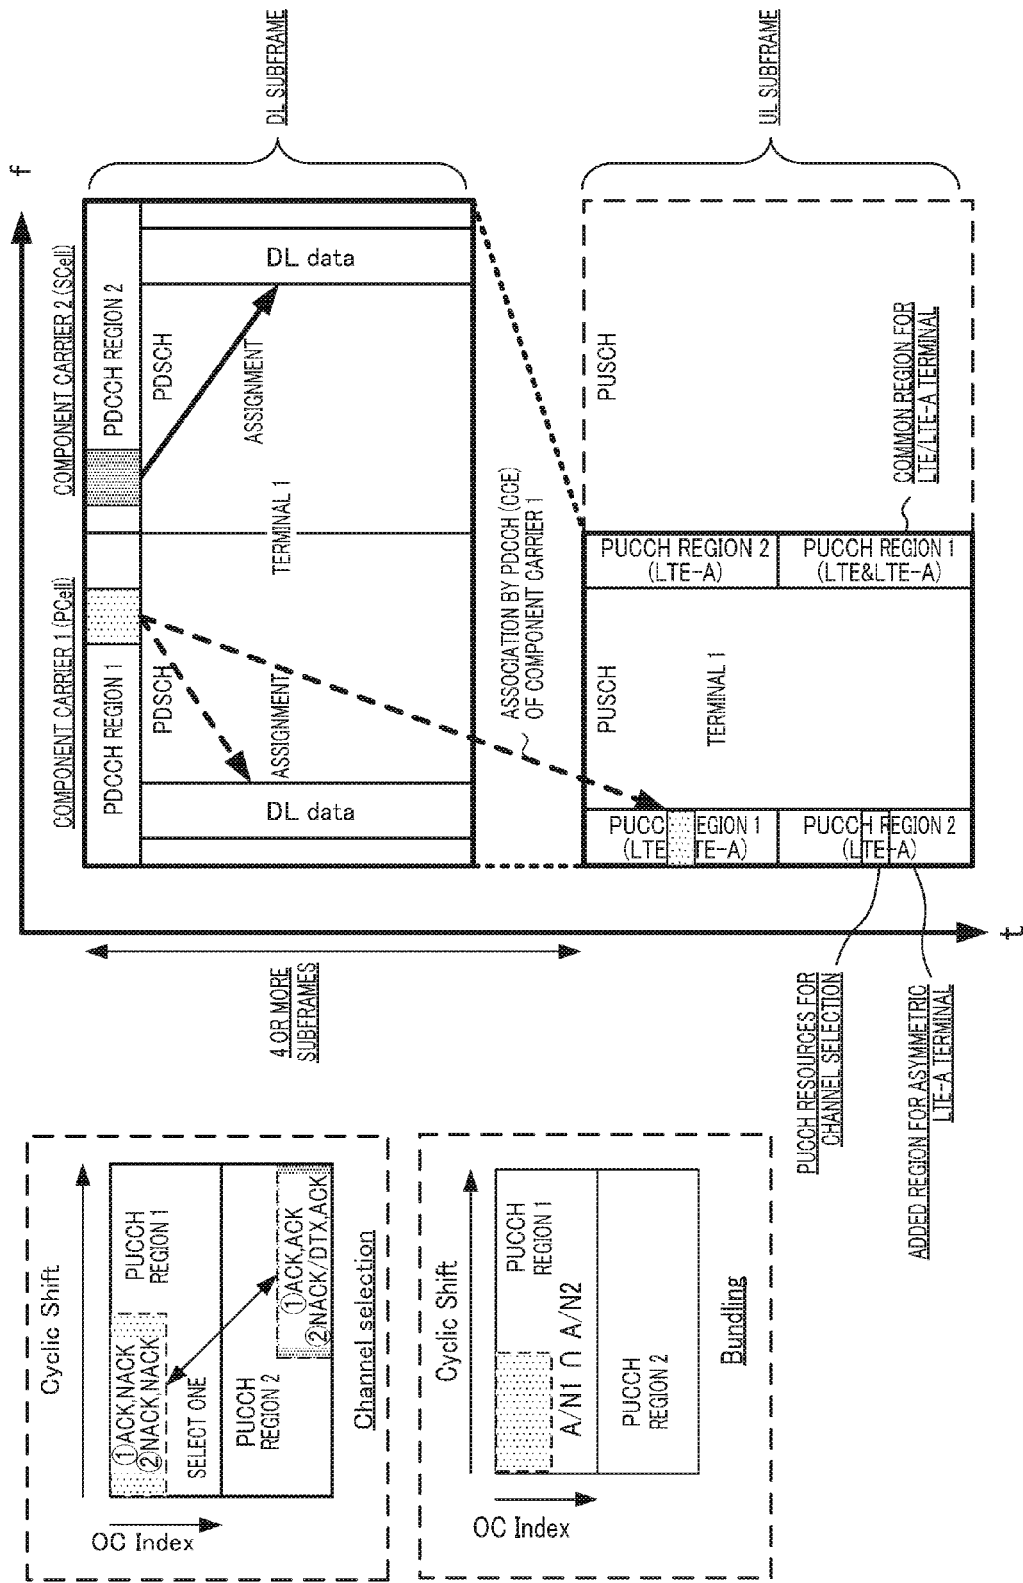 f
t
COMPONENT CARRIER 1 (PCell)
COMPONENT CARRIER 2 (SCell)
PDCCH REGION 1
PDCCH REGION 2
PDSCH
PDSCH
ASSIGNMENT
ASSIGNMENT
DL data
TERMINAL 1
DL data
DL SUBFRAME
4 OR MORE
SUBFRAMES
ASSOCIATION BY PDCCH (CCE)
OF COMPONENT CARRIER 1
PUCC EGION 1
(LTE TE-A)
PUCCH REGION 2
(LTE-A)
PUSCH
TERMINAL 1
PUCCH REGION 2
(LTE-A)
PUCCH REGION 1
(LTE&LTE-A)
PUSCH
UL SUBFRAME
COMMON REGION FOR
LTE/LTE-A TERMINAL
PUCCH RESOURCES FOR
CHANNEL SELECTION
ADDED REGION FOR ASYMMETRIC
LTE-A TERMINAL
Cyclic Shift
OC Index
①ACK,NACK
②NACK,NACK
PUCCH
REGION 1
SELECT ONE
PUCCH
REGION 2
①ACK,ACK
②NACK/DTX,ACK
Channel selection
Cyclic Shift
OC Index
PUCCH
REGION 1
A/N1 ∩ A/N2
PUCCH
REGION 2
Bundling